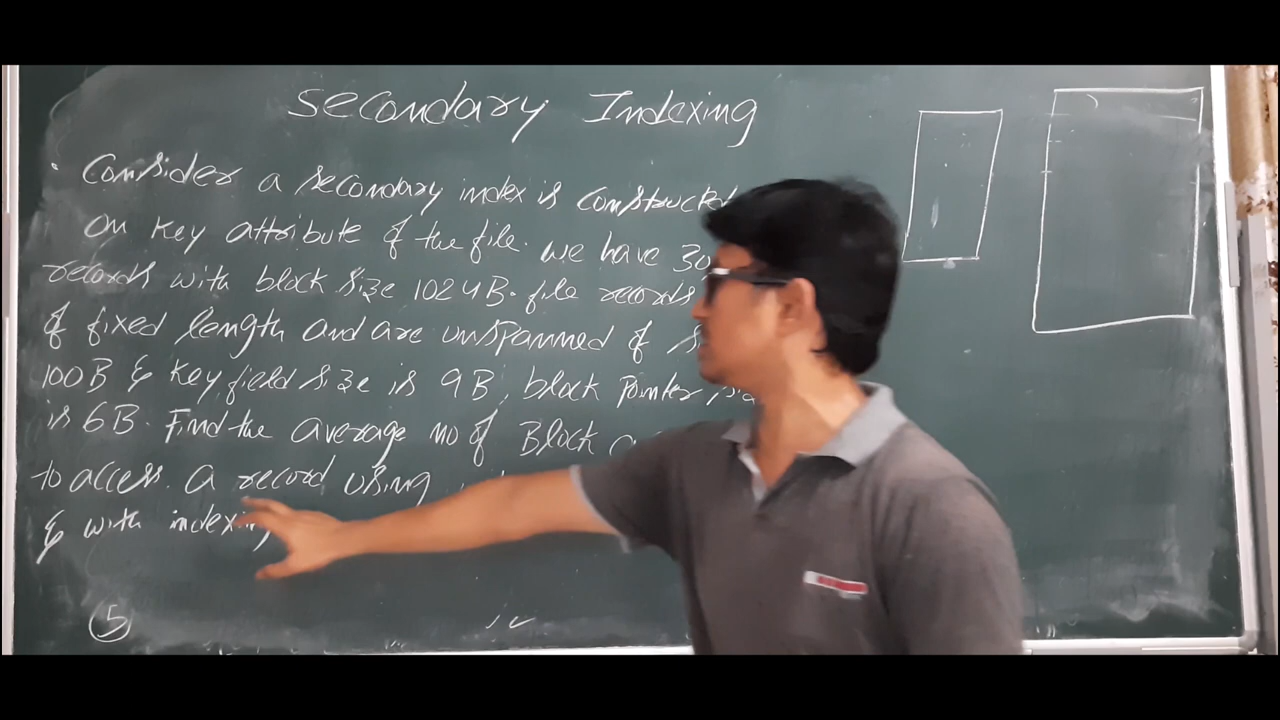 Secondary Indexing
Consider a secondary index is constructed
on key attribute of the file. we have 30
records with block size 1024B. file records
of fixed length and are unspanned of
100B & key field size is 9B, block pointer
is 6B. Find the average no of Block
to access. a record using
& with indexing
5